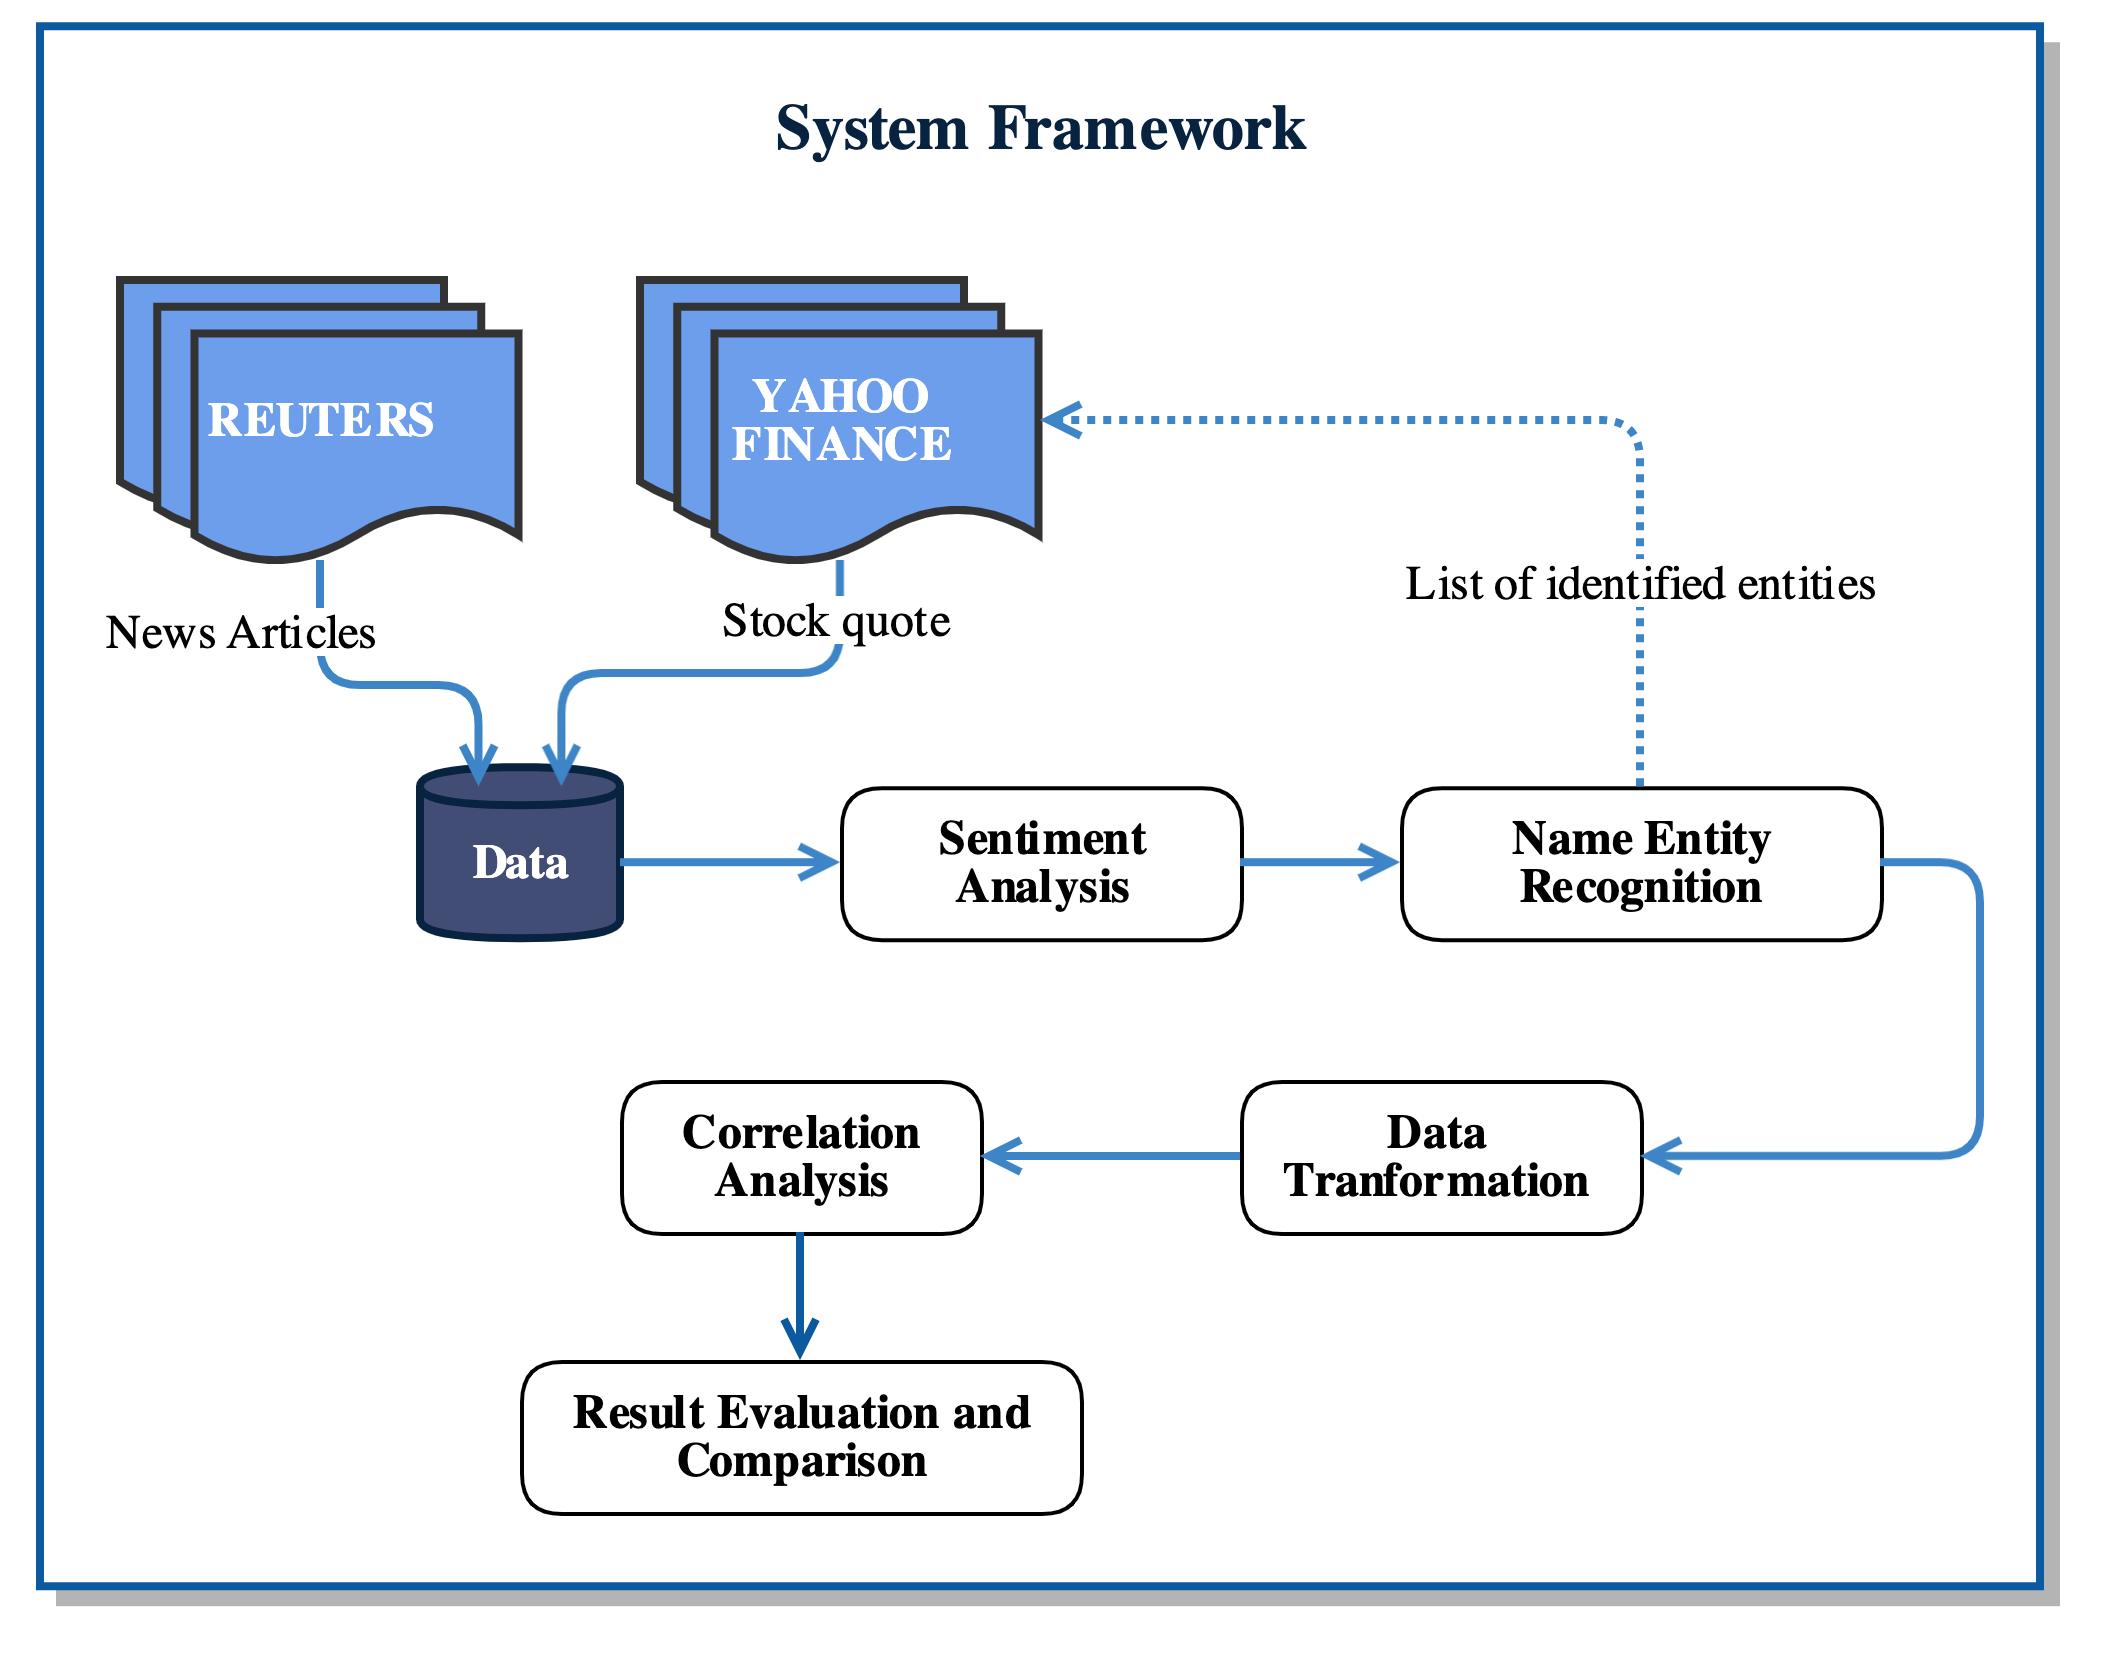 System Framework
REUTERS
YAHOO
FINANCE
News Articles
Stock quote
List of identified entities
Data
Sentiment
Analysis
Name Entity
Recognition
Correlation
Analysis
Data
Tranformation
Result Evaluation and
Comparison